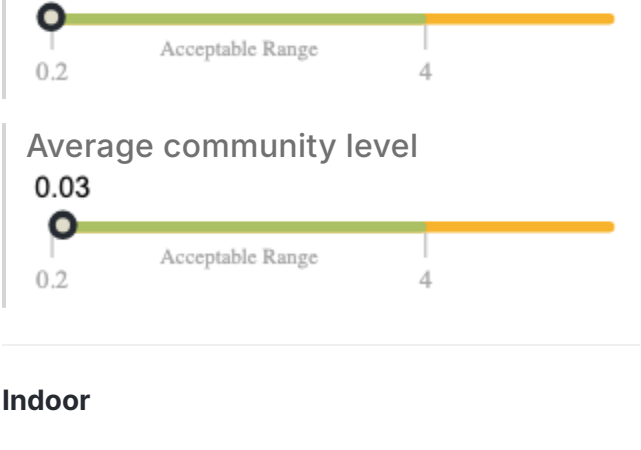 Acceptable Range
0.2 4
Average community level
0.03
Acceptable Range
0.2 4
Indoor